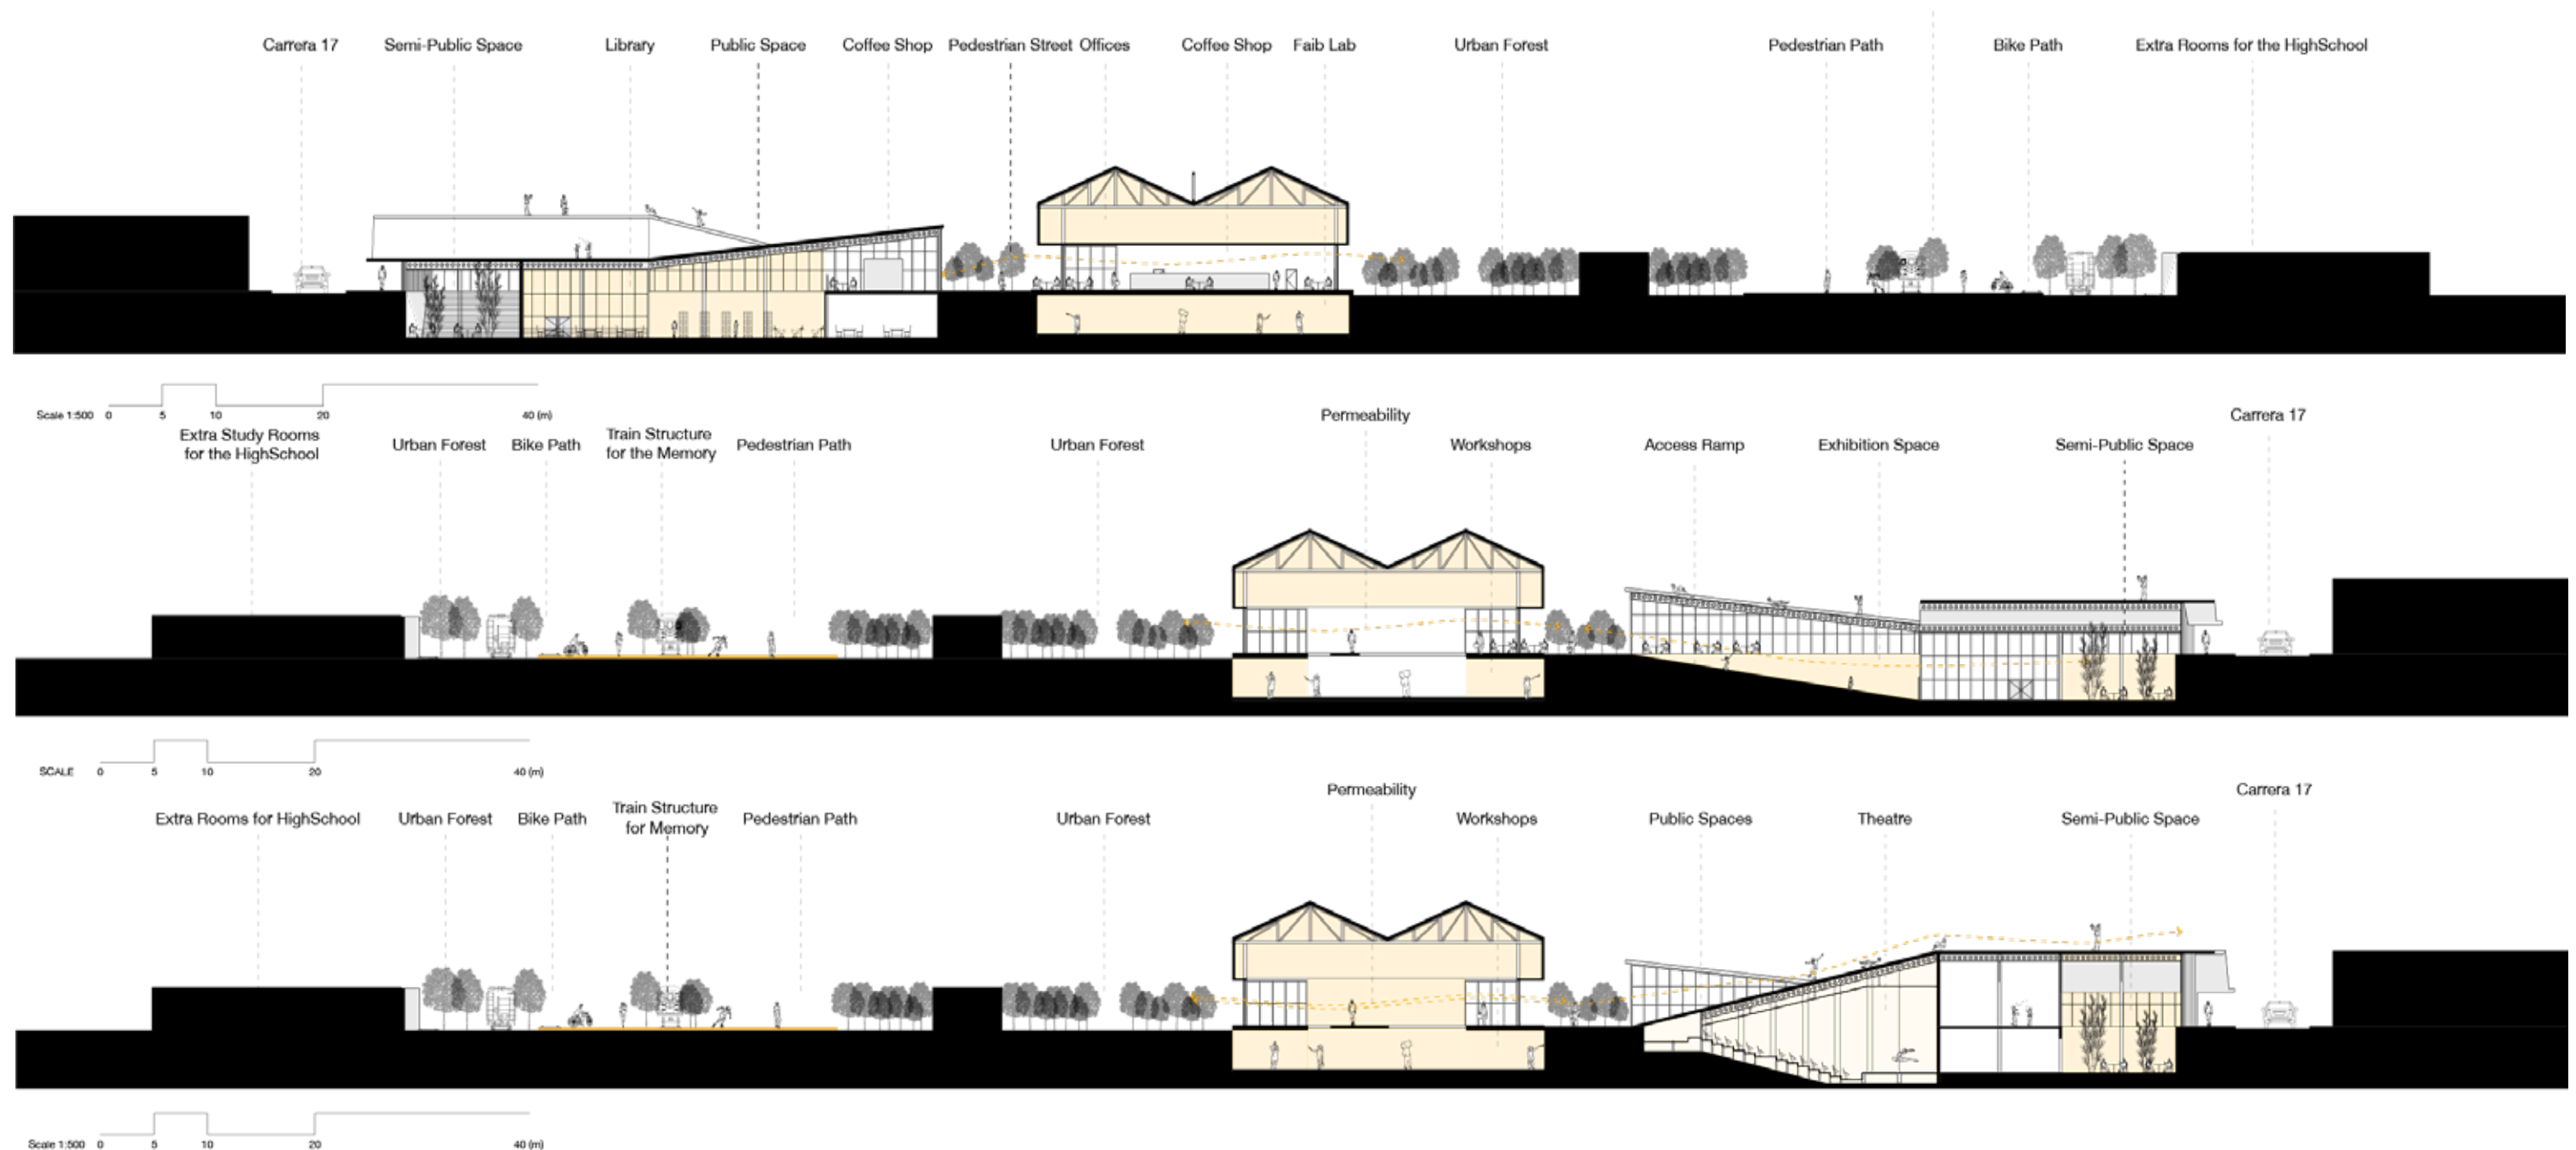 Carrera 17 Semi-Public Space Library Public Space Coffee Shop Pedestrian Street Offices Coffee Shop Faib Lab Urban Forest Pedestrian Path Bike Path Extra Rooms for the HighSchool
Scale 1:500 0 5 10 20 40 (m)
Permeability Carrera 17
Extra Study Rooms
for the HighSchool
Urban Forest Bike Path
Train Structure
for the Memory
Pedestrian Path Urban Forest Workshops Access Ramp Exhibition Space Semi-Public Space
SCALE 0 5 10 20 40 (m)
Permeability Carrera 17
Extra Rooms for HighSchool Urban Forest Bike Path
Train Structure
for Memory
Pedestrian Path Urban Forest Workshops Public Spaces Theatre Semi-Public Space
Scale 1:500 0 5 10 20 40 (m)